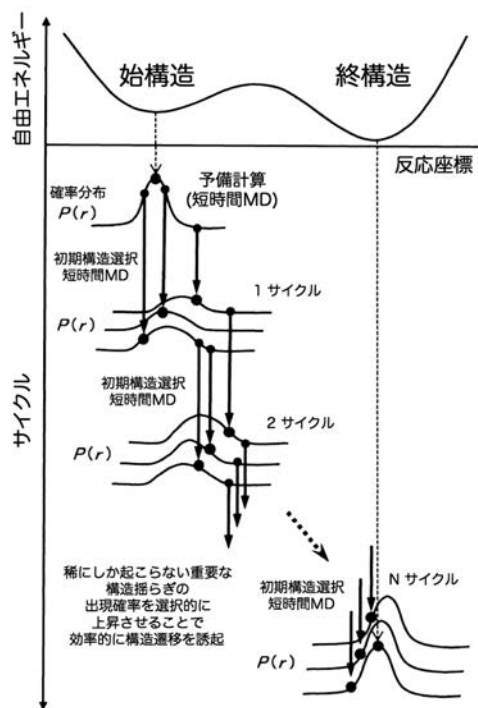 自由エネルギー
始構造
終構造
反応座標
確率分布
P(r)
予備計算
(短時間MD)
初期構造選択
短時間MD
1 サイクル
P(r)
サイクル
初期構造選択
短時間MD
2 サイクル
P(r)
稀にしか起こらない重要な
構造揺らぎの
出現確率を選択的に
上昇させることで
効率的に構造遷移を誘起
初期構造選択
短時間MD
N サイクル
P(r)